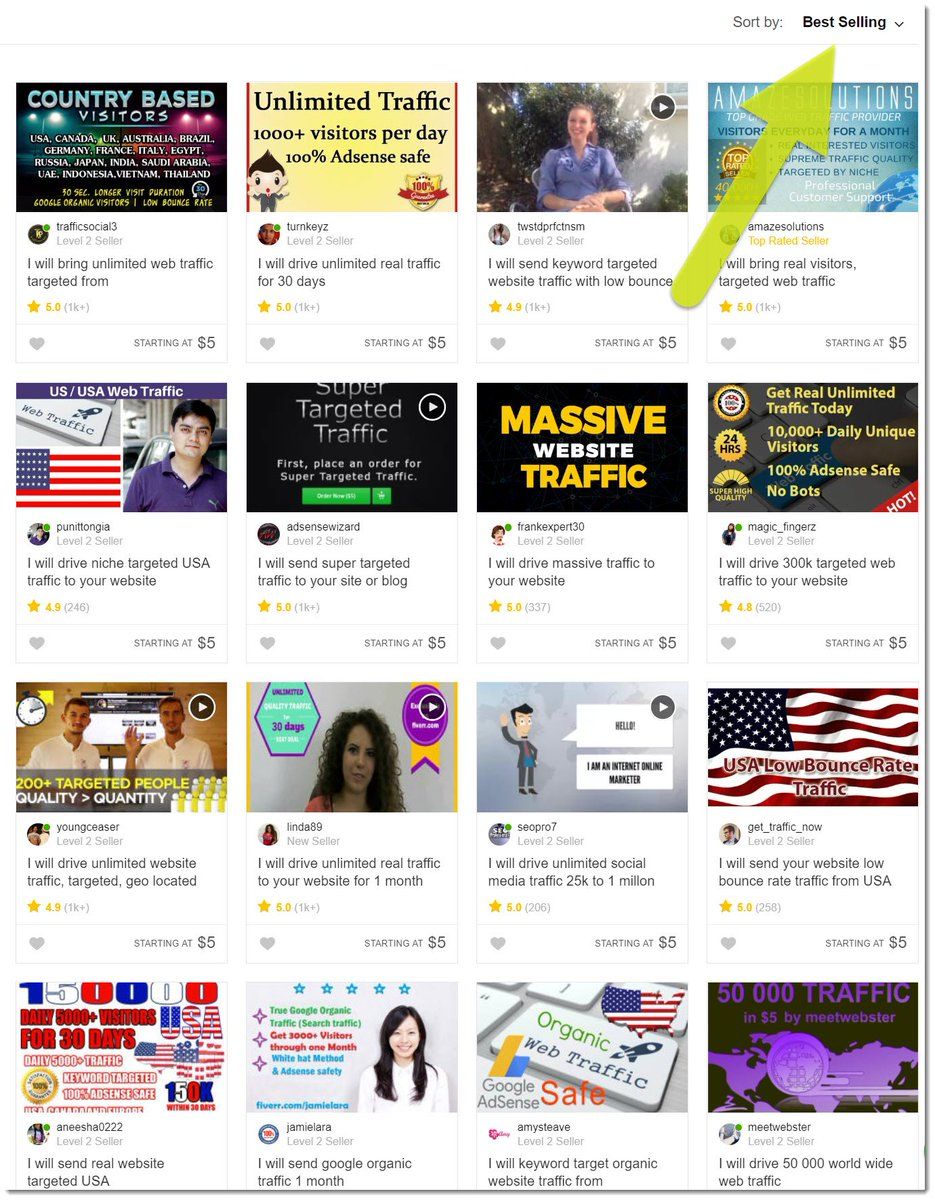 Sort by: Best Selling
COUNTRY BASED
VISITORS
USA, CANADA, UK, AUSTRALIA, BRAZIL,
GERMANY, FRANCE, ITALY, EGYPT,
RUSSIA, JAPAN, INDIA, SAUDI ARABIA,
UAE, INDONESIA, VIETNAM, THAILAND
30 SEC. LONGER VISIT DURATION 30
GOOGLE ORGANIC VISITORS | LOW BOUNCE RATE
trafficsocial3
Level 2 Seller
I will bring unlimited web traffic
targeted from
5.0 (1k+)
STARTING AT $5
Unlimited Traffic
1000+ visitors per day
100% Adsense safe
100%
turnkeyz
Level 2 Seller
I will drive unlimited real traffic
for 30 days
5.0 (1k+)
STARTING AT $5
twstdprfctnsm
Level 2 Seller
I will send keyword targeted
website traffic with low bounce
4.9 (1k+)
STARTING AT $5
AMAZESOLUTIONS
TRAFFIC PROVIDER
VISITORS EVERYDAY FOR A MONTH
REAL INTERESTED VISITORS
SUPREME TRAFFIC QUALITY
TARGETED BY NICHE
TOP
RATED
SELLER
Professional
Customer Support
amazesolutions
Top Rated Seller
I will bring real visitors,
targeted web traffic
5.0 (1k+)
STARTING AT $5
US / USA Web Traffic
Web Traffic
punittongia
Level 2 Seller
I will drive niche targeted USA
traffic to your website
4.9 (246)
STARTING AT $5
Super
Targeted
Traffic
First, place an order for
Super Targeted Traffic.
Order Now ($5)
adsensewizard
Level 2 Seller
I will send super targeted
traffic to your site or blog
5.0 (1k+)
STARTING AT $5
MASSIVE
WEBSITE
TRAFFIC
frankexpert30
Level 2 Seller
I will drive massive traffic to
your website
5.0 (337)
STARTING AT $5
Get Real Unlimited
Traffic Today
24
HRS
10,000+ Daily Unique
Visitors
100% Adsense Safe
No Bots
SUPER HIGH
QUALITY
HOT!
magic_fingerz
Level 2 Seller
I will drive 300k targeted web
traffic to your website
4.8 (520)
STARTING AT $5
200+ TARGETED PEOPLE
QUALITY > QUANTITY
youngceaser
Level 2 Seller
I will drive unlimited website
traffic, targeted, geo located
4.9 (1k+)
STARTING AT $5
UNLIMITED
QUALITY TRAFFIC
for
30 days
fiverr.com
linda89
New Seller
I will drive unlimited real traffic
to your website for 1 month
5.0 (1k+)
STARTING AT $5
HELLO!
I AM AN INTERNET ONLINE
MARKETER
seopro7
Level 2 Seller
I will drive unlimited social
media traffic 25k to 1 millon
5.0 (206)
STARTING AT $5
USA Low Bounce Rate
Traffic
get_traffic_now
Level 2 Seller
I will send your website low
bounce rate traffic from USA
5.0 (258)
STARTING AT $5
150000
DAILY 5000+ VISITORS
FOR 30 DAYS
USA
DAILY 5000+ TRAFFIC
KEYWORD TARGETED
100% ADSENSE SAFE
USA, CANADA AND EUROPE
100%
150K
WITHIN 30 DAYS
aneesha0222
Level 2 Seller
I will send real website
targeted USA
True Google Organic
Traffic (Search traffic)
Get 3000+ Visitors
through one Month
White hat Method
& Adsense safety
fiverr.com/jamielara
jamielara
Level 2 Seller
I will send google organic
traffic 1 month
Organic
Web Traffic
Google
AdSense Safe
amysteave
Level 2 Seller
I will keyword target organic
website traffic from
50 000 TRAFFIC
in $5 by meetwebster
meetwebster
Level 2 Seller
I will drive 50 000 world wide
web traffic